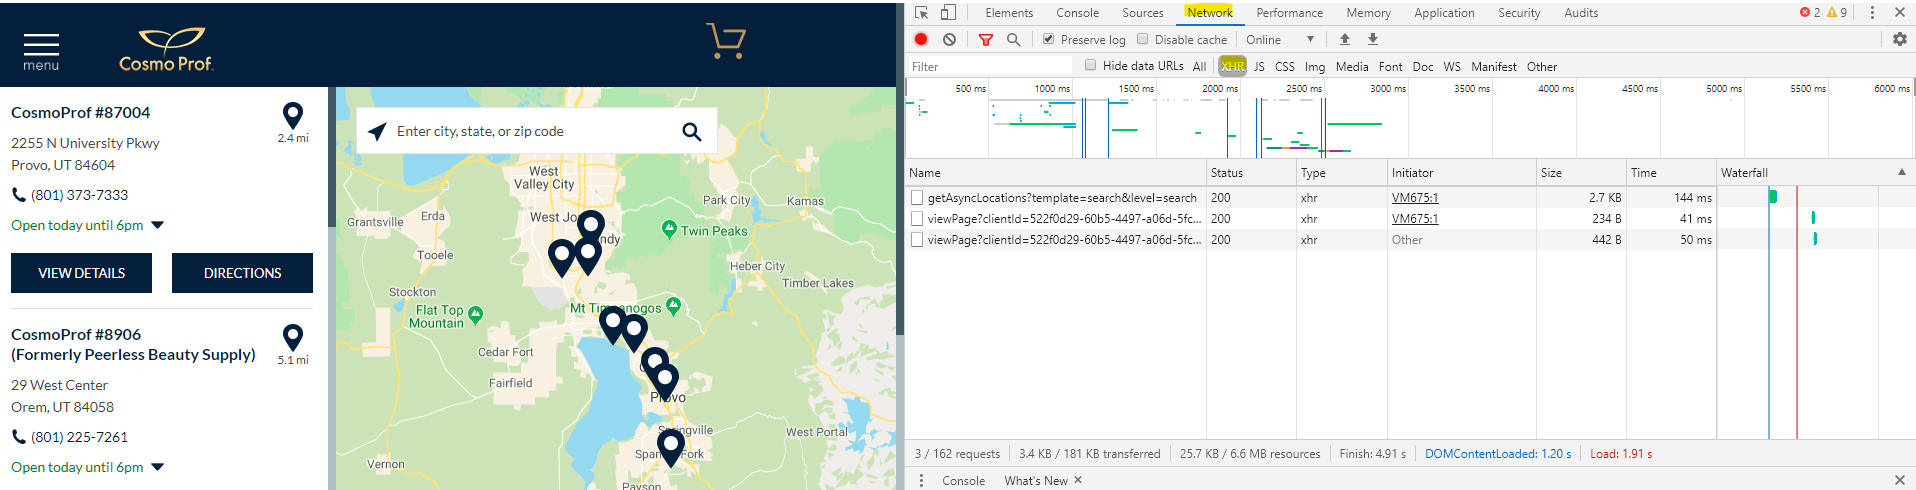 menu
Cosmo Prof.
CosmoProf #87004
2.4 mi
2255 N University Pkwy
Provo, UT 84604
(801) 373-7333
Open today until 6pm
VIEW DETAILS
DIRECTIONS
CosmoProf #8906
(Formerly Peerless Beauty Supply)
5.1 mi
29 West Center
Orem, UT 84058
(801) 225-7261
Open today until 6pm
Enter city, state, or zip code
West
Valley City
Park City
Kamas
Grantsville
Erda
West Jo
ndy
Twin Peaks
Tooele
Heber City
Timber Lakes
Stockton
Flat Top
Mountain
Mt Timpanogos
Cedar Fort
Fairfield
Provo
Springville
West Portal
Spanish Fork
Vernon
Payson
Elements Console Sources Network Performance Memory Application Security Audits 2 9
Preserve log Disable cache Online
Filter Hide data URLs All XHR JS CSS Img Media Font Doc WS Manifest Other
500 ms 1000 ms 1500 ms 2000 ms 2500 ms 3000 ms 3500 ms 4000 ms 4500 ms 5000 ms 5500 ms 6000 ms
Name Status Type Initiator Size Time Waterfall
getAsyncLocations?template=search&level=search 200 xhr VM675:1 2.7 KB 144 ms
viewPage?clientId=522f0d29-60b5-4497-a06d-5fc... 200 xhr VM675:1 234 B 41 ms
viewPage?clientId=522f0d29-60b5-4497-a06d-5fc... 200 xhr Other 442 B 50 ms
3 / 162 requests 3.4 KB / 181 KB transferred 25.7 KB / 6.6 MB resources Finish: 4.91 s DOMContentLoaded: 1.20 s Load: 1.91 s
Console What's New